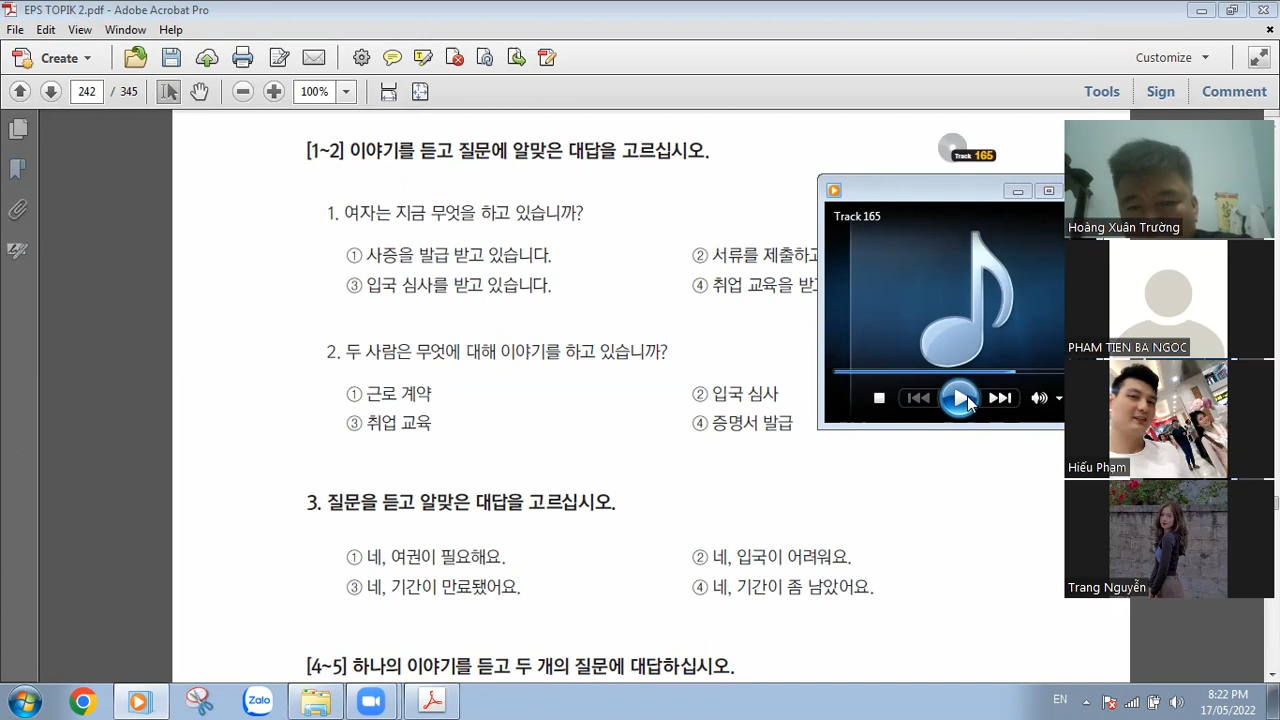 EPS TOPIK 2.pdf - Adobe Acrobat Pro
File Edit View Window Help
Create Customize
242 / 345 100% Tools Sign Comment
[1~2] 이야기를 듣고 질문에 알맞은 대답을 고르십시오.
Track 165
1. 여자는 지금 무엇을 하고 있습니까?
① 사증을 발급 받고 있습니다. ② 서류를 제출하고
③ 입국 심사를 받고 있습니다. ④ 취업 교육을 받고
Track 165
2. 두 사람은 무엇에 대해 이야기를 하고 있습니까?
① 근로 계약 ② 입국 심사
③ 취업 교육 ④ 증명서 발급
3. 질문을 듣고 알맞은 대답을 고르십시오.
① 네, 여권이 필요해요. ② 네, 입국이 어려워요.
③ 네, 기간이 만료됐어요. ④ 네, 기간이 좀 남았어요.
[4~5] 하나의 이야기를 듣고 두 개의 질문에 대답하십시오.
Hoàng Xuân Trường
PHAM TIEN BA NGOC
Hiếu Phạm
Trang Nguyễn
Zalo
EN
8:22 PM
17/05/2022